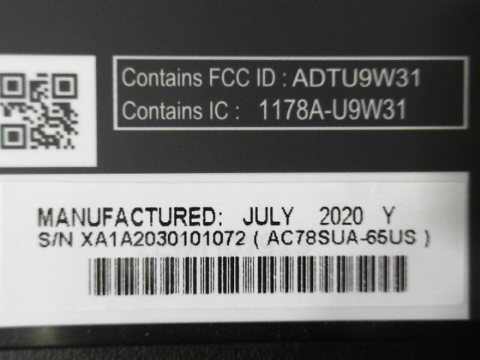 Contains FCC ID : ADTU9W31
Contains IC : 1178A-U9W31
MANUFACTURED: JULY 2020 Y
S/N XA1A2030101072 ( AC78SUA-65US )